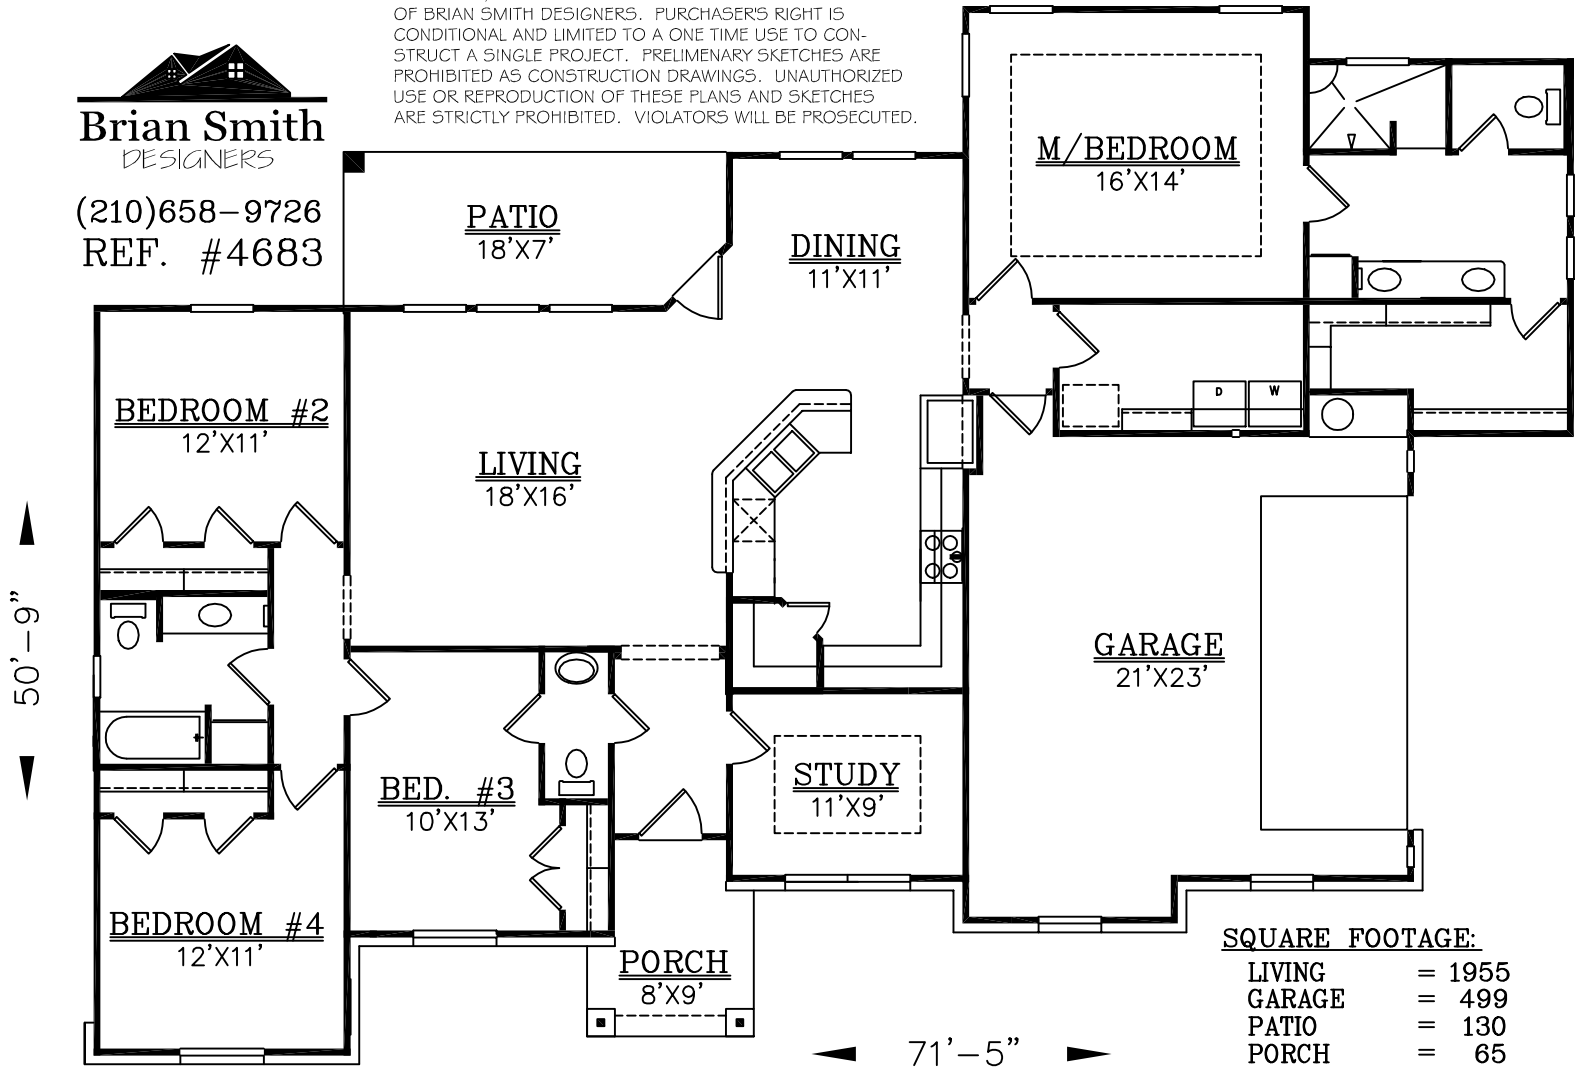 OF BRIAN SMITH DESIGNERS. PURCHASER'S RIGHT IS
CONDITIONAL AND LIMITED TO A ONE TIME USE TO CON-
STRUCT A SINGLE PROJECT. PRELIMENARY SKETCHES ARE
PROHIBITED AS CONSTRUCTION DRAWINGS. UNAUTHORIZED
USE OR REPRODUCTION OF THESE PLANS AND SKETCHES
ARE STRICTLY PROHIBITED. VIOLATORS WILL BE PROSECUTED.
Brian Smith
DESIGNERS
(210)658-9726
REF. #4683
M/BEDROOM
16'X14'
PATIO
18'X7'
DINING
11'X11'
BEDROOM #2
12'X11'
D
W
LIVING
18'X16'
GARAGE
21'X23'
50'-9"
BED. #3
10'X13'
STUDY
11'X9'
BEDROOM #4
12'X11'
PORCH
8'X9'
71'-5"
SQUARE FOOTAGE:
LIVING = 1955
GARAGE = 499
PATIO = 130
PORCH = 65